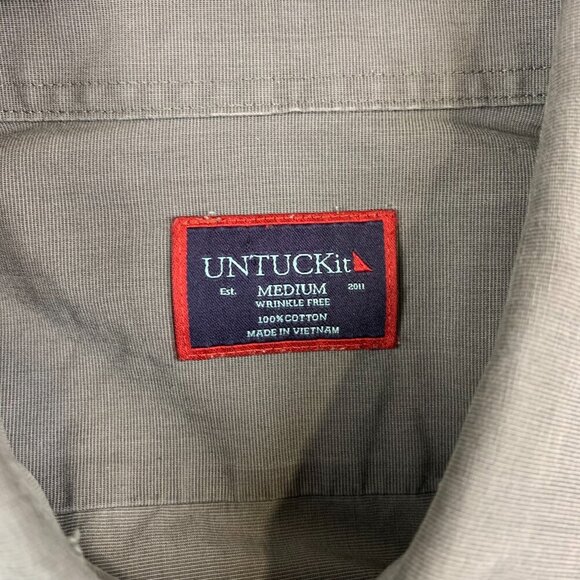 UNTUCKit
Est. MEDIUM 2011
WRINKLE FREE
100% COTTON
MADE IN VIETNAM